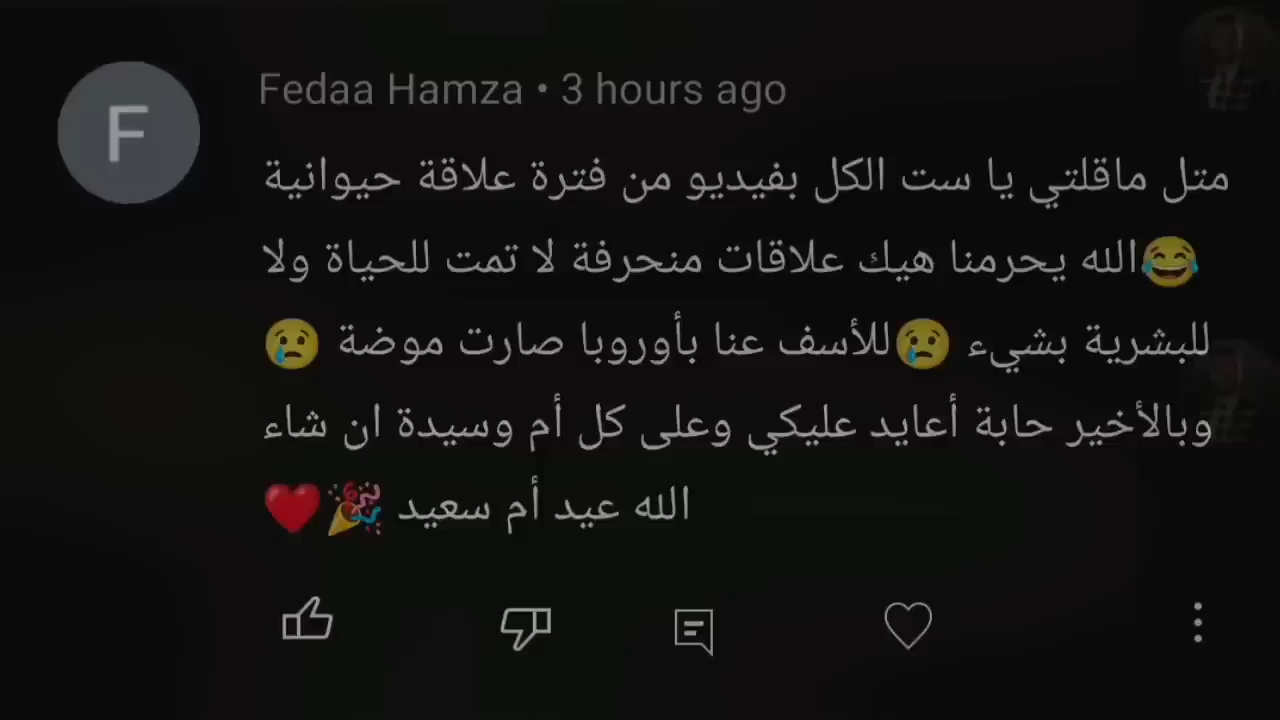 F
Fedaa Hamza • 3 hours ago
متل ماقلتي يا ست الكل بفيديو من فترة علاقة حيوانية
😂الله يحرمنا هيك علاقات منحرفة لا تمت للحياة ولا
للبشرية بشيء 😢للأسف عنا بأوروبا صارت موضة 😢
وبالأخير حابة أعايد عليكي وعلى كل أم وسيدة ان شاء
الله عيد أم سعيد 🎉❤️